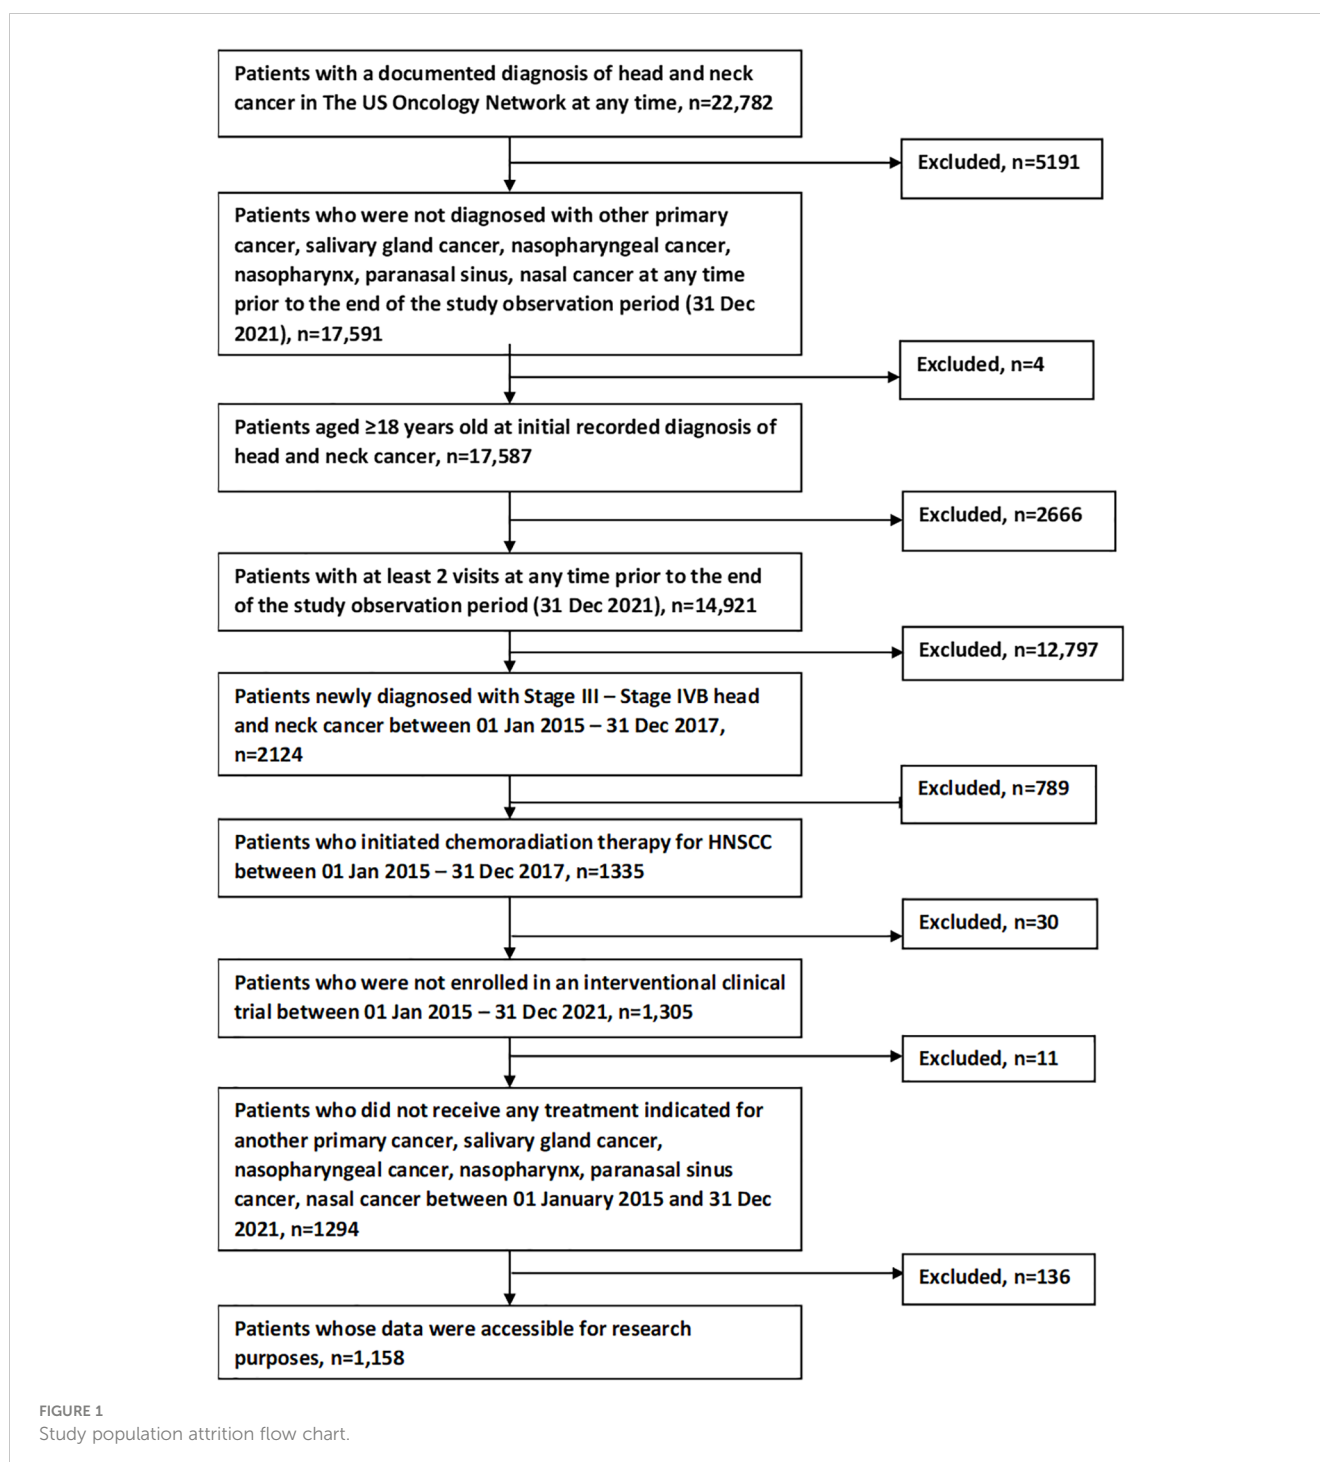 Patients with a documented diagnosis of head and neck
cancer in The US Oncology Network at any time, n=22,782
Excluded, n=5191
Patients who were not diagnosed with other primary
cancer, salivary gland cancer, nasopharyngeal cancer,
nasopharynx, paranasal sinus, nasal cancer at any time
prior to the end of the study observation period (31 Dec
2021), n=17,591
Excluded, n=4
Patients aged ≥18 years old at initial recorded diagnosis of
head and neck cancer, n=17,587
Excluded, n=2666
Patients with at least 2 visits at any time prior to the end
of the study observation period (31 Dec 2021), n=14,921
Excluded, n=12,797
Patients newly diagnosed with Stage III – Stage IVB head
and neck cancer between 01 Jan 2015 – 31 Dec 2017,
n=2124
Excluded, n=789
Patients who initiated chemoradiation therapy for HNSCC
between 01 Jan 2015 – 31 Dec 2017, n=1335
Excluded, n=30
Patients who were not enrolled in an interventional clinical
trial between 01 Jan 2015 – 31 Dec 2021, n=1,305
Excluded, n=11
Patients who did not receive any treatment indicated for
another primary cancer, salivary gland cancer,
nasopharyngeal cancer, nasopharynx, paranasal sinus
cancer, nasal cancer between 01 January 2015 and 31 Dec
2021, n=1294
Excluded, n=136
Patients whose data were accessible for research
purposes, n=1,158
FIGURE 1
Study population attrition flow chart.